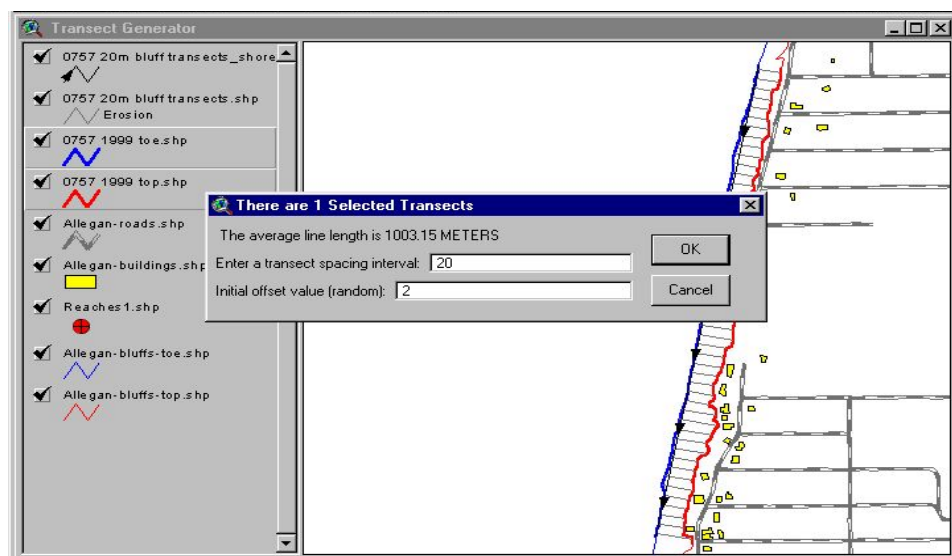 Transect Generator
0757 20m bluff transects_shore
0757 20m bluff transects.shp
Erosion
0757 1999 toe.shp
0757 1999 top.shp
Allegan-roads.shp
Allegan-buildings.shp
Reaches1.shp
Allegan-bluffs-toe.shp
Allegan-bluffs-top.shp
There are 1 Selected Transects
The average line length is 1003.15 METERS
Enter a transect spacing interval: 20
Initial offset value (random): 2
OK
Cancel